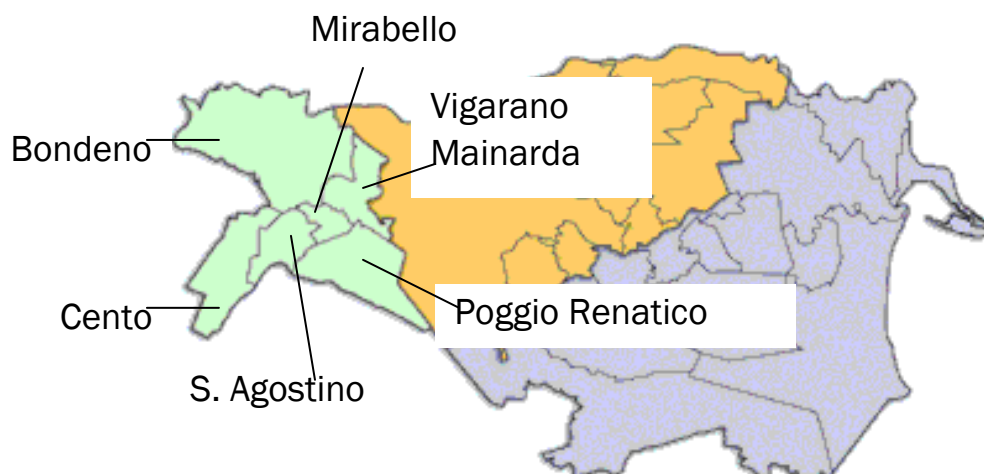 Mirabello
Vigarano
Mainarda
Bondeno
Cento
Poggio Renatico
S. Agostino